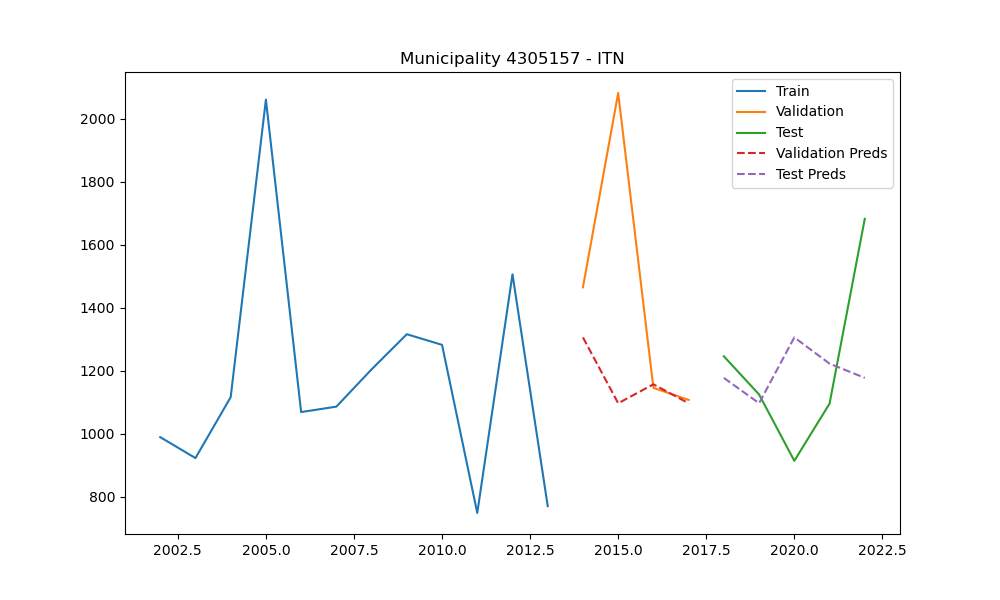 Municipality 4305157 - ITN
Train
Validation
Test
Validation Preds
Test Preds
2000
1800
1600
1400
1200
1000
800
2002.5 2005.0 2007.5 2010.0 2012.5 2015.0 2017.5 2020.0 2022.5